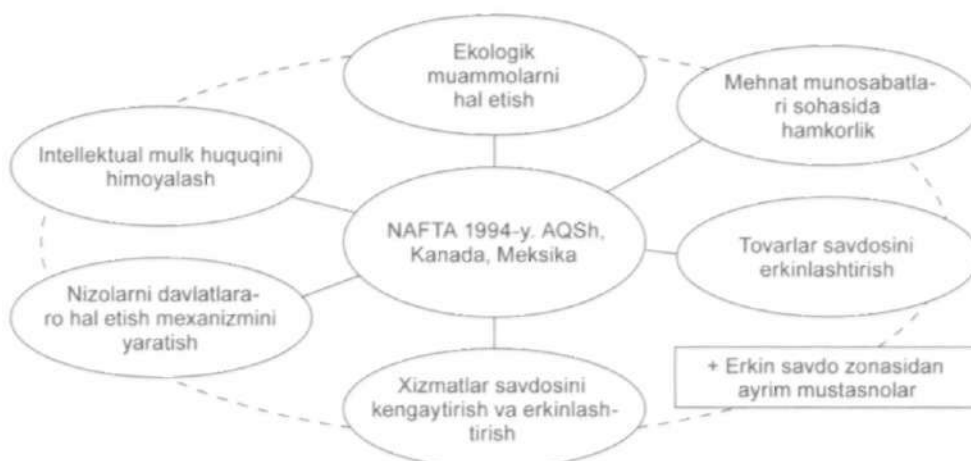 Ekologik
muammolarni
hal etish
Mehnat munosabatla-
ri sohasida
hamkorlik
Intellektual mulk huquqini
himoyalash
NAFTA 1994-y. AQSh,
Kanada, Meksika
Tovarlar savdosini
erkinlashtirish
Nizolarni davlatlara-
ro hal etish mexanizmini
yaratish
+ Erkin savdo zonasidan
ayrim mustasnolar
Xizmatlar savdosini
kengaytirish va erkinlash-
tirish